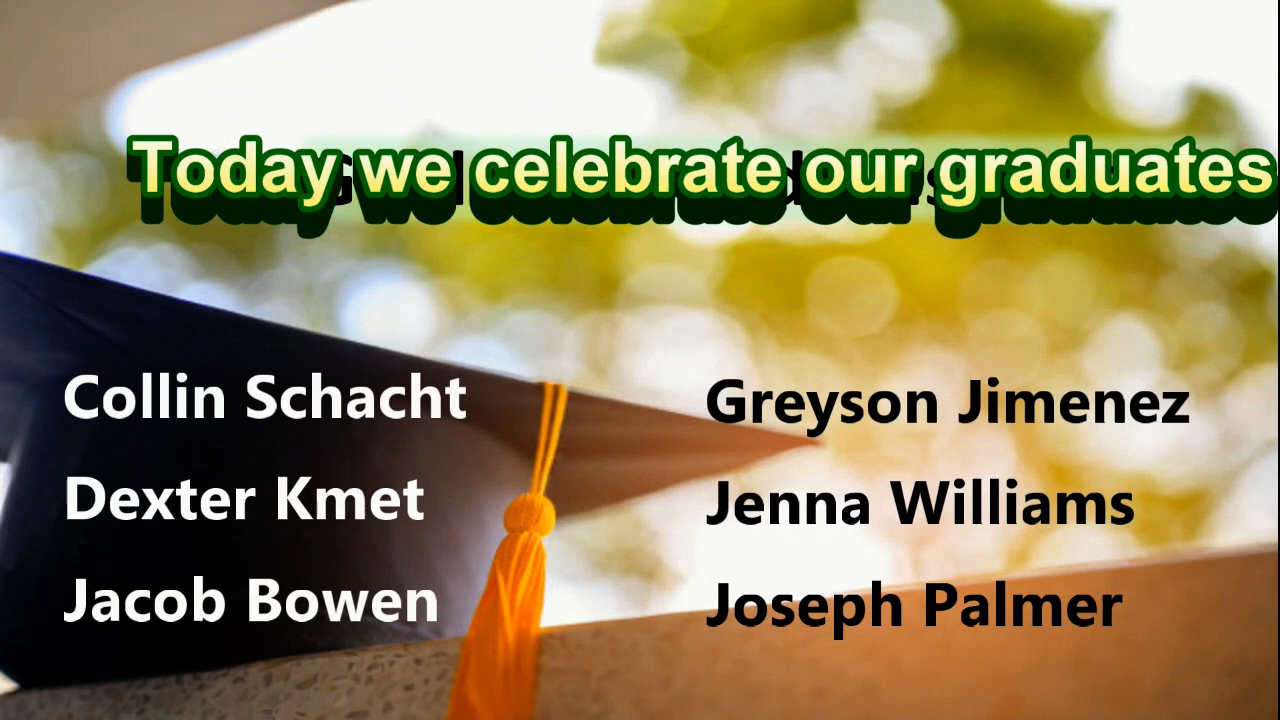 Today we celebrate our graduates
Collin Schacht
Dexter Kmet
Jacob Bowen
Greyson Jimenez
Jenna Williams
Joseph Palmer